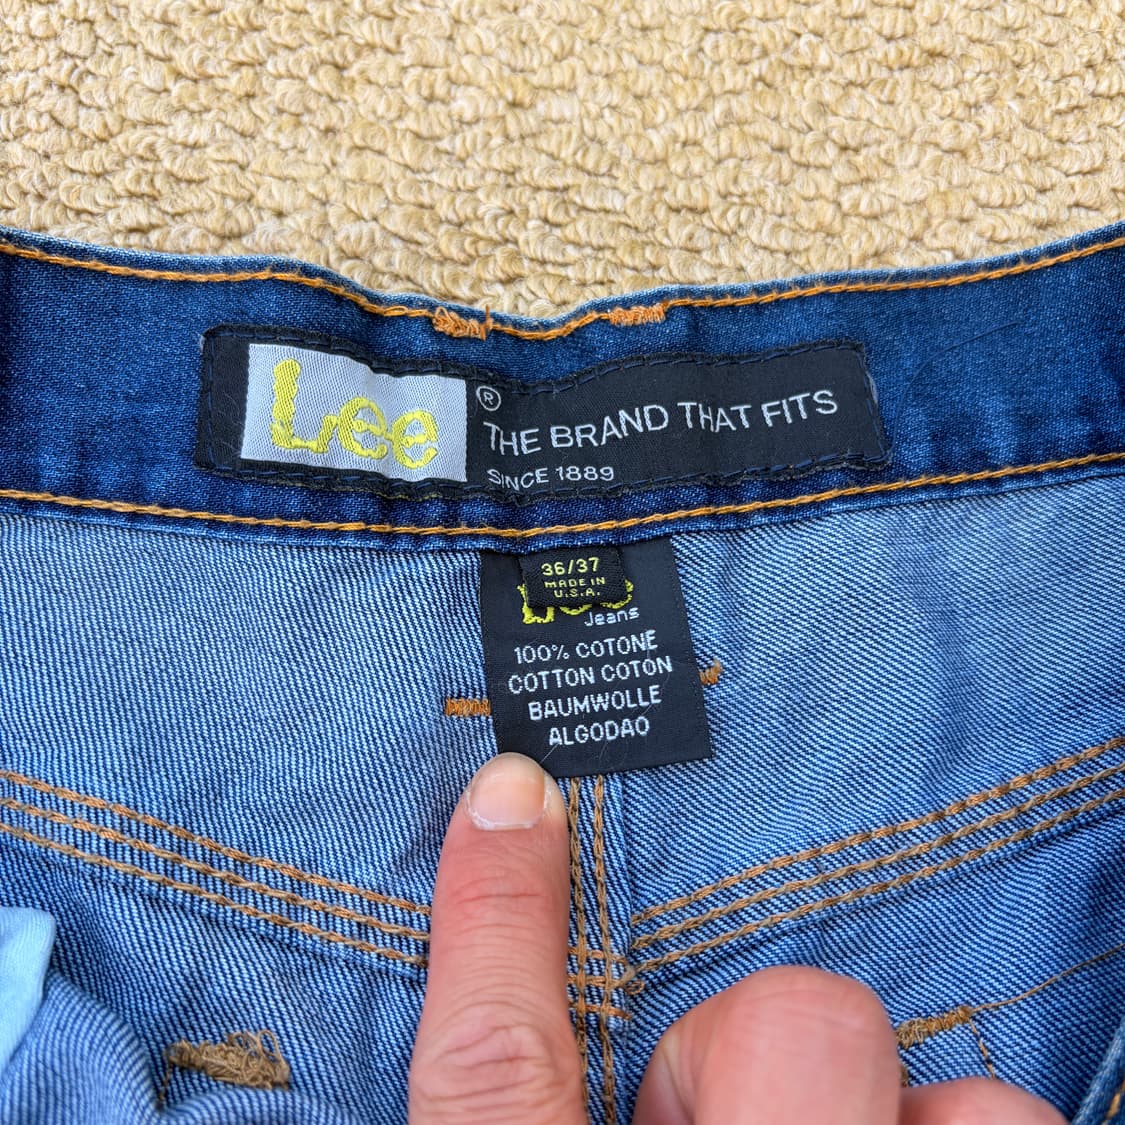 Lee ®
THE BRAND THAT FITS
SINCE 1889
36/37
MADE IN
U.S.A.
Jeans
100% COTONE
COTTON COTON
BAUMWOLLE
ALGODAO